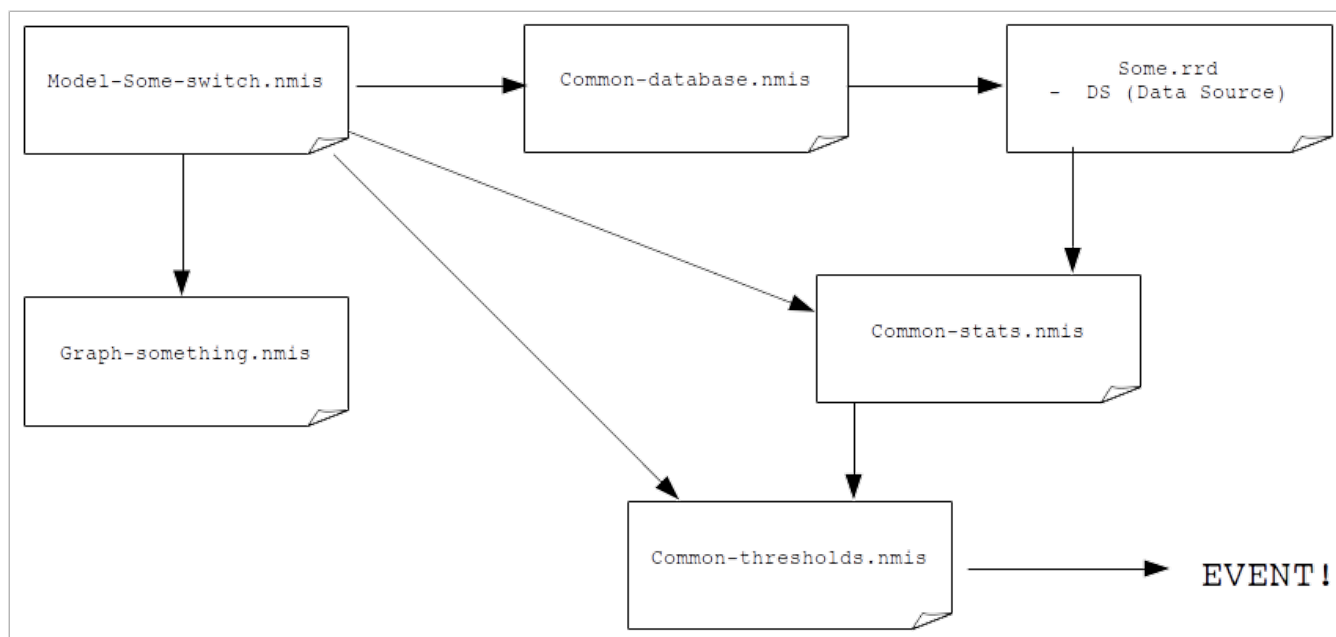 Model-Some-switch.nmis
Common-database.nmis
Some.rrd
- DS (Data Source)
Graph-something.nmis
Common-stats.nmis
Common-thresholds.nmis
EVENT!